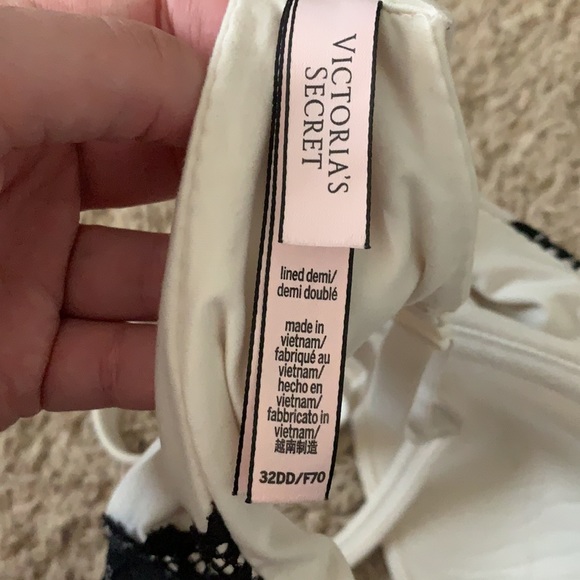 VICTORIA'S
SECRET
lined demi/
demi doublé
made in
vietnam/
fabriqué au
vietnam/
hecho en
vietnam/
fabbricato in
vietnam/
越南制造
32DD/F70